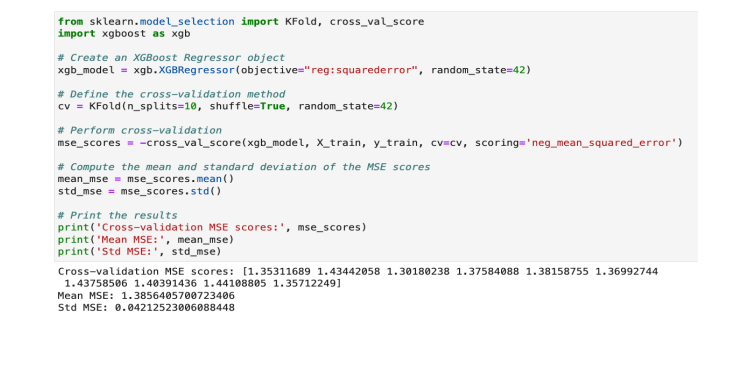 from sklearn.model_selection import KFold, cross_val_score
import xgboost as xgb
# Create an XGBoost Regressor object
xgb_model = xgb.XGBRegressor(objective="reg:squarederror", random_state=42)
# Define the cross-validation method
cv = KFold(n_splits=10, shuffle=True, random_state=42)
# Perform cross-validation
mse_scores = -cross_val_score(xgb_model, X_train, y_train, cv=cv, scoring='neg_mean_squared_error')
# Compute the mean and standard deviation of the MSE scores
mean_mse = mse_scores.mean()
std_mse = mse_scores.std()
# Print the results
print('Cross-validation MSE scores:', mse_scores)
print('Mean MSE:', mean_mse)
print('Std MSE:', std_mse)
Cross-validation MSE scores: [1.35311689 1.43442058 1.30180238 1.37584088 1.38158755 1.36992744
1.43758506 1.40391436 1.44108805 1.35712249]
Mean MSE: 1.3856405700723406
Std MSE: 0.04212523006088448